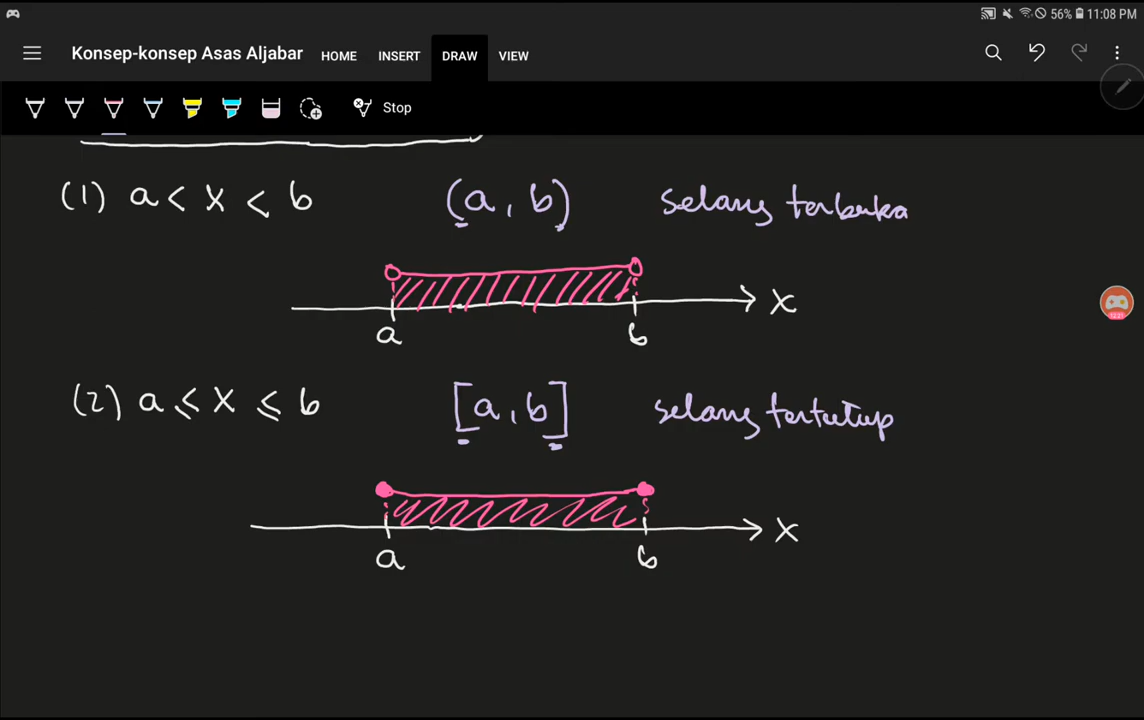 56% 11:08 PM
Konsep-konsep Asas Aljabar HOME INSERT DRAW VIEW
Stop
(1) a < x < b (a, b) selang terbuka
x
a b
(2) a ⩽ x ⩽ b [a, b] selang tertutup
x
a b